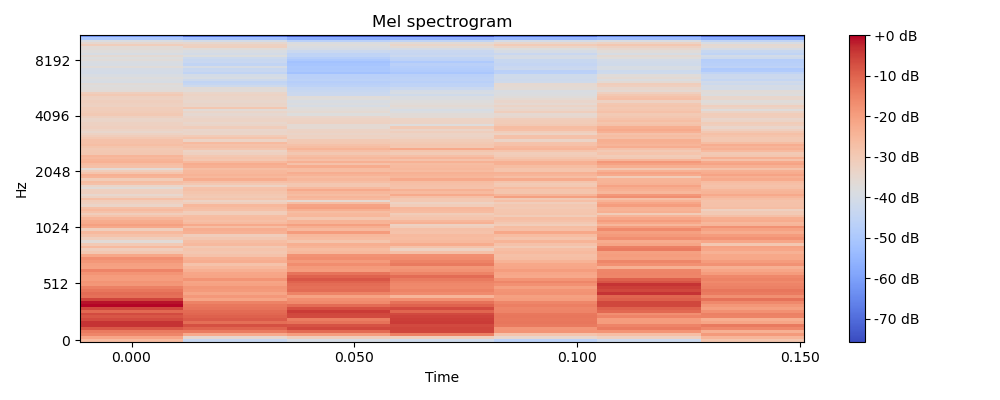 Mel spectrogram
+0 dB
8192
-10 dB
4096
-20 dB
-30 dB
2048
Hz
-40 dB
1024
-50 dB
512
-60 dB
-70 dB
0
0.000 0.050 0.100 0.150
Time